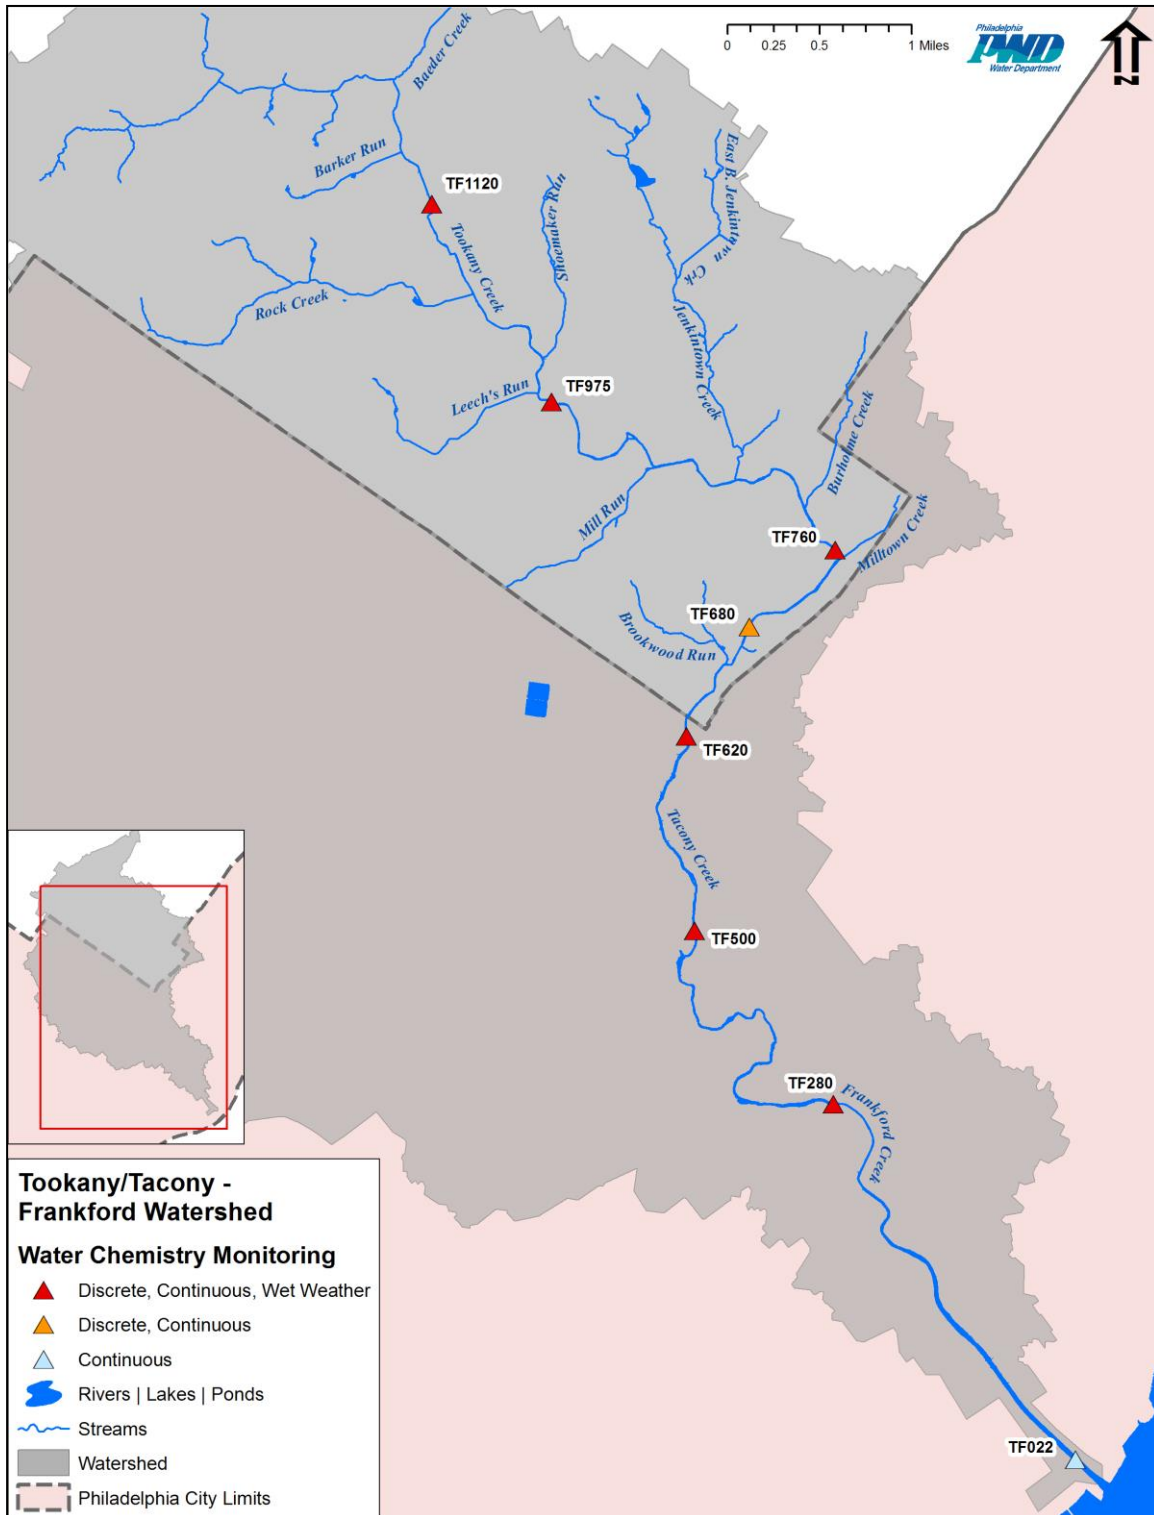 0 0.25 0.5 1 Miles
Philadelphia
PWD
Water Department
N
Baeder Creek
Barker Run
TF1120
Tookany Creek
Shoemaker Run
East B. Jenkintown Crk
Rock Creek
Jenkintown Creek
TF975
Leech's Run
Burholme Creek
Mill Run
TF760
Milltown Creek
TF680
Brookwood Run
TF620
Tacony Creek
TF500
TF280
Frankford Creek
TF022
Tookany/Tacony -
Frankford Watershed
Water Chemistry Monitoring
Discrete, Continuous, Wet Weather
Discrete, Continuous
Continuous
Rivers | Lakes | Ponds
Streams
Watershed
Philadelphia City Limits